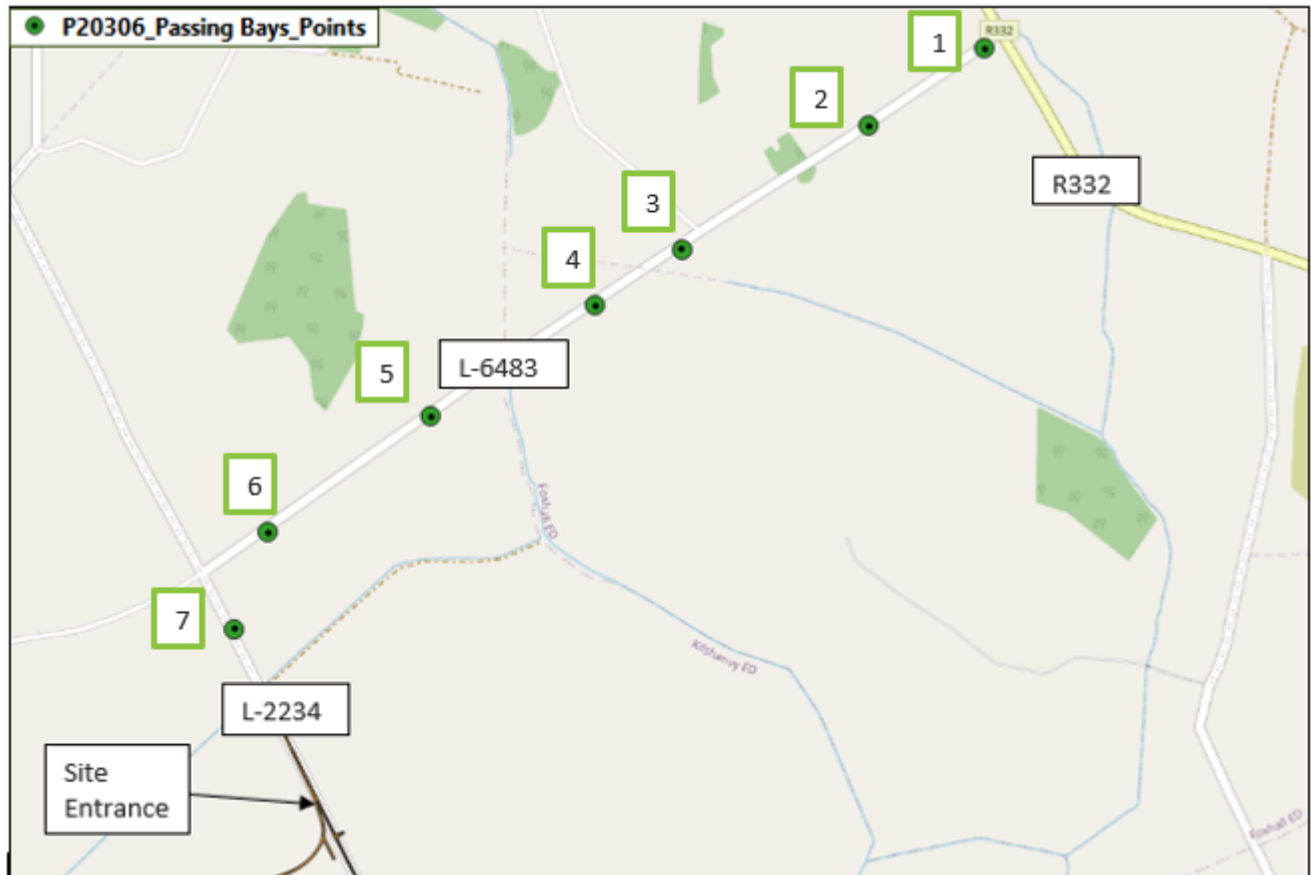 P20306_Passing Bays_Points
1
R332
2
R332
3
4
L-6483
5
6
Foxhall ED
7
Kilshanvy ED
L-2234
Site
Entrance
Foxhall ED